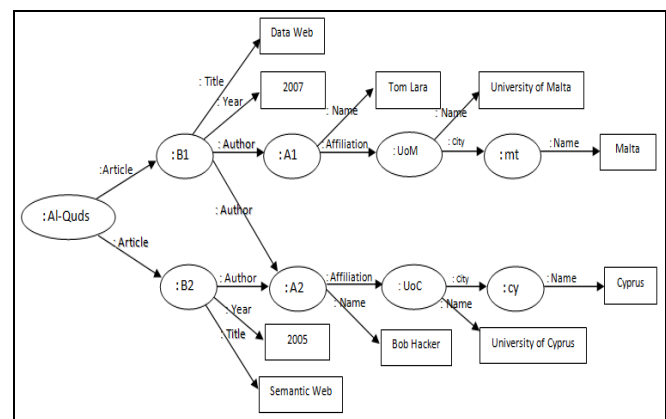 Data Web
: Title
2007
Tom Lara
University of Malta
: Year
: Name
: Name
:B1
: Author
:A1
:Affiliation
:UoM
: City
:mt
:Name
Malta
:Article
: Author
:Al-Quds
:Article
:B2
: Author
:A2
:Affiliation
:UoC
: City
:cy
:Name
Cyprus
: Year
: Name
: Name
: Title
2005
Bob Hacker
University of Cyprus
Semantic Web